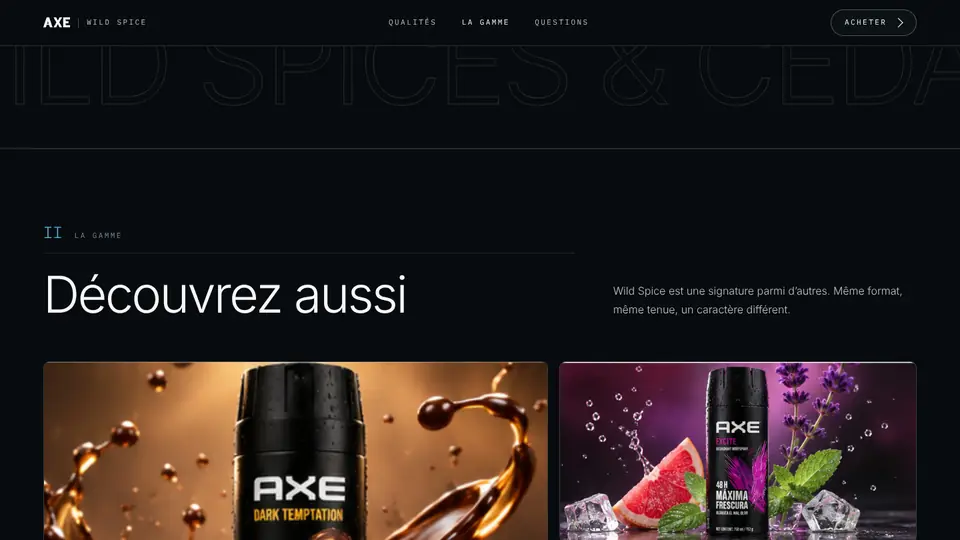 AXE | WILD SPICE
QUALITÉS
LA GAMME
QUESTIONS
ACHETER
ILD SPICES & CEDA
II LA GAMME
Découvrez aussi
Wild Spice est une signature parmi d’autres. Même format,
même tenue, un caractère différent.
AXE
DARK TEMPTATION
AXE
EXCITE
48H
MÁXIMA
FRESCURA